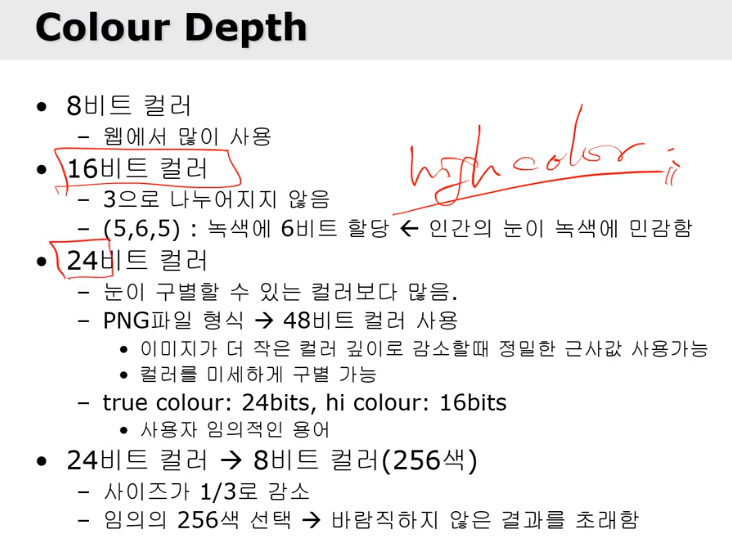 Colour Depth
• 8비트 컬러
– 웹에서 많이 사용
• 16비트 컬러
high color ;;
– 3으로 나누어지지 않음
– (5,6,5) : 녹색에 6비트 할당 ← 인간의 눈이 녹색에 민감함
• 24비트 컬러
– 눈이 구별할 수 있는 컬러보다 많음.
– PNG파일 형식 → 48비트 컬러 사용
• 이미지가 더 작은 컬러 깊이로 감소할때 정밀한 근사값 사용가능
• 컬러를 미세하게 구별 가능
– true colour: 24bits, hi colour: 16bits
• 사용자 임의적인 용어
• 24비트 컬러 → 8비트 컬러(256색)
– 사이즈가 1/3로 감소
– 임의의 256색 선택 → 바람직하지 않은 결과를 초래함